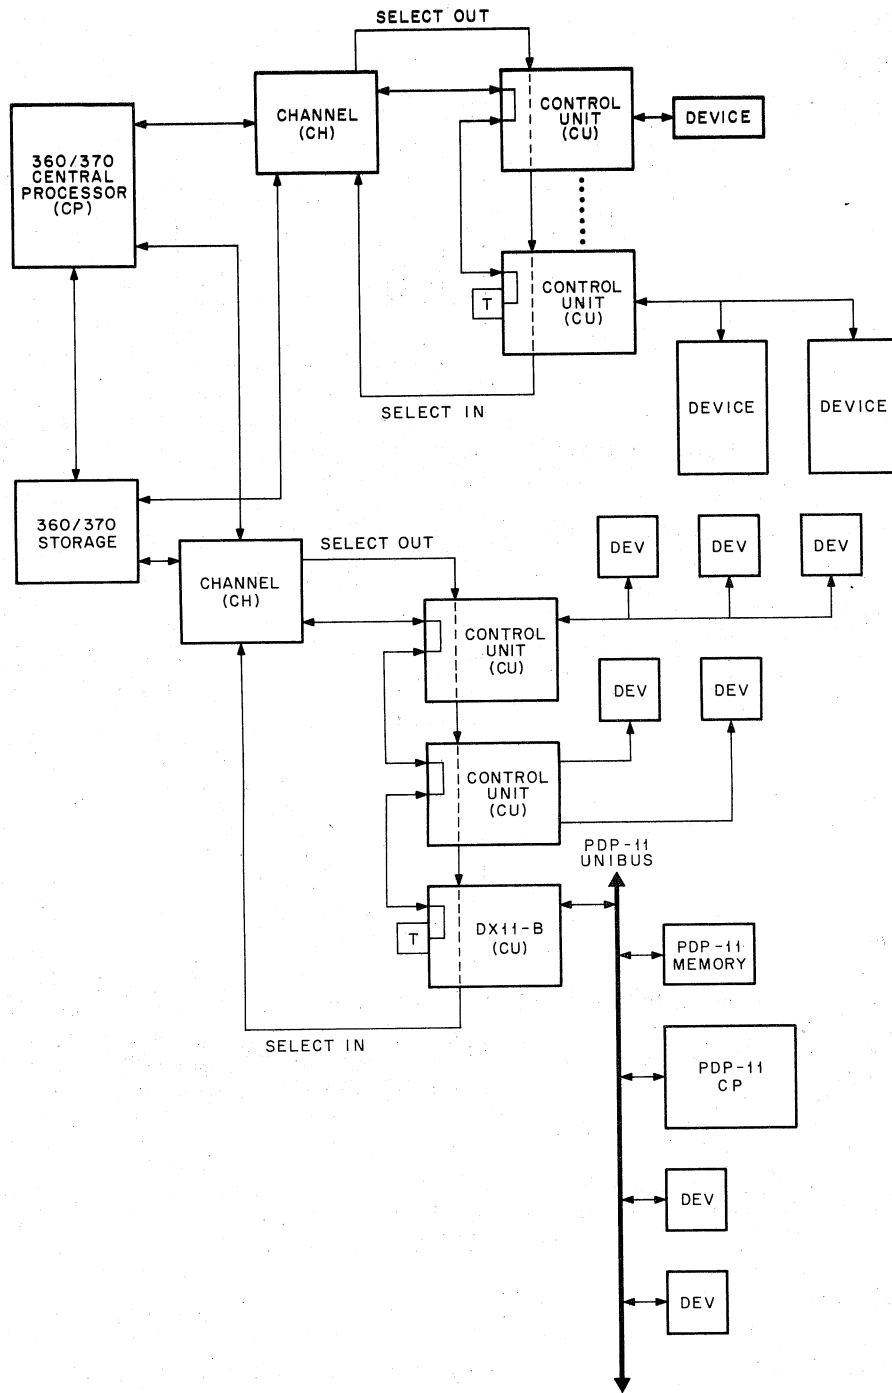 SELECT OUT
CHANNEL
(CH)
CONTROL
UNIT
(CU)
DEVICE
360/370
CENTRAL
PROCESSOR
(CP)
CONTROL
UNIT
(CU)
T
SELECT IN
DEVICE
DEVICE
360/370
STORAGE
CHANNEL
(CH)
SELECT OUT
DEV
DEV
DEV
CONTROL
UNIT
(CU)
DEV
DEV
CONTROL
UNIT
(CU)
PDP-11
UNIBUS
DX11-B
(CU)
T
SELECT IN
PDP-11
MEMORY
PDP-11
CP
DEV
DEV